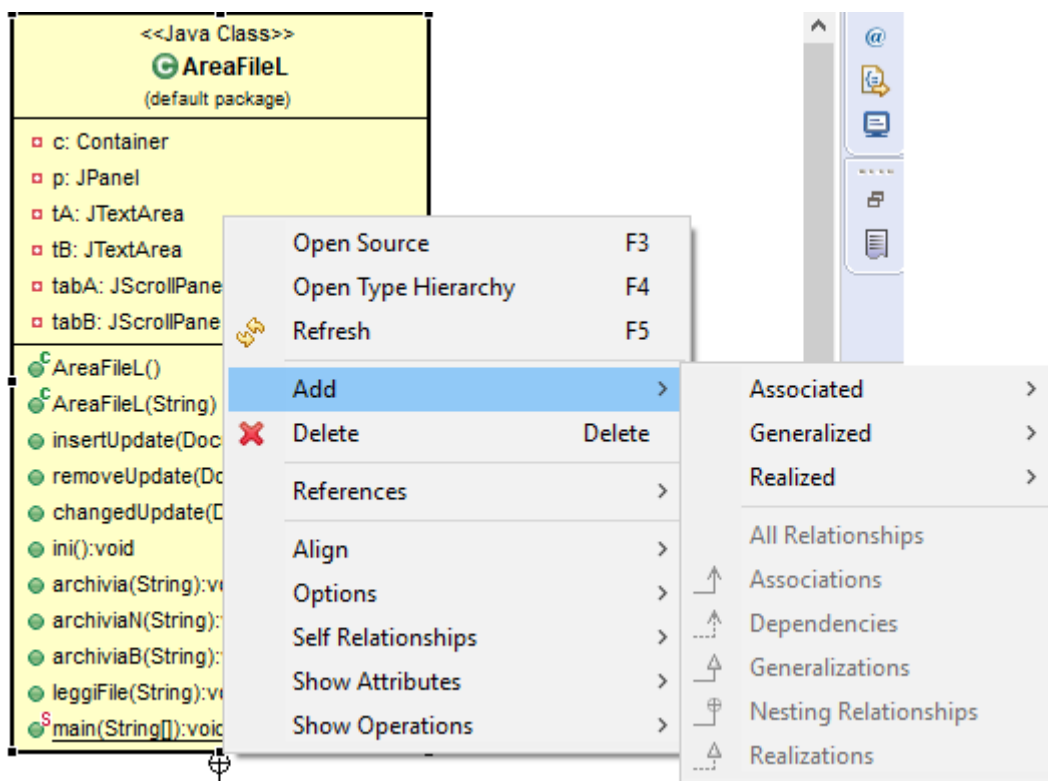 <<Java Class>>
AreaFileL
(default package)
c: Container
p: JPanel
tA: JTextArea
tB: JTextArea
tabA: JScrollPane
tabB: JScrollPane
AreaFileL()
AreaFileL(String)
insertUpdate(Doc
removeUpdate(Do
changedUpdate(D
ini():void
archivia(String):vo
archiviaN(String):
archiviaB(String):
leggiFile(String):vo
main(String[]):void
Open Source F3
Open Type Hierarchy F4
Refresh F5
Add
Delete Delete
References
Align
Options
Self Relationships
Show Attributes
Show Operations
Associated
Generalized
Realized
All Relationships
Associations
Dependencies
Generalizations
Nesting Relationships
Realizations